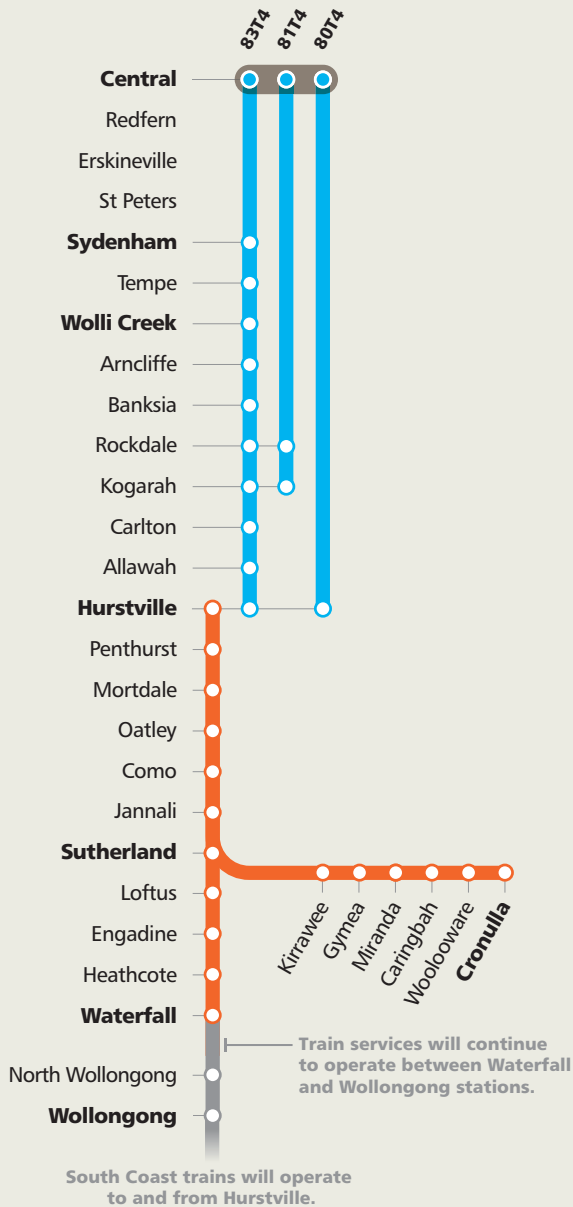 83T4
81T4
80T4
Central
Redfern
Erskineville
St Peters
Sydenham
Tempe
Wolli Creek
Arncliffe
Banksia
Rockdale
Kogarah
Carlton
Allawah
Hurstville
Penthurst
Mortdale
Oatley
Como
Jannali
Sutherland
Loftus
Engadine
Heathcote
Waterfall
North Wollongong
Wollongong
Kirrawee
Gymea
Miranda
Caringbah
Woolooware
Cronulla
Train services will continue
to operate between Waterfall
and Wollongong stations.
South Coast trains will operate
to and from Hurstville.